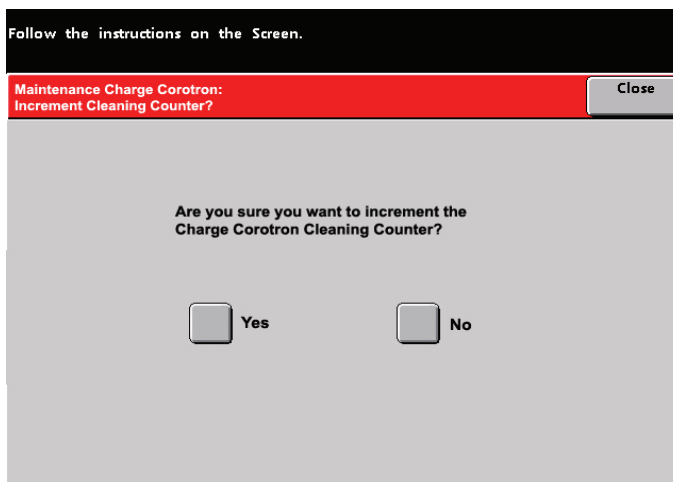 Follow the instructions on the Screen.
Maintenance Charge Corotron:
Increment Cleaning Counter?
Close
Are you sure you want to increment the
Charge Corotron Cleaning Counter?
Yes
No